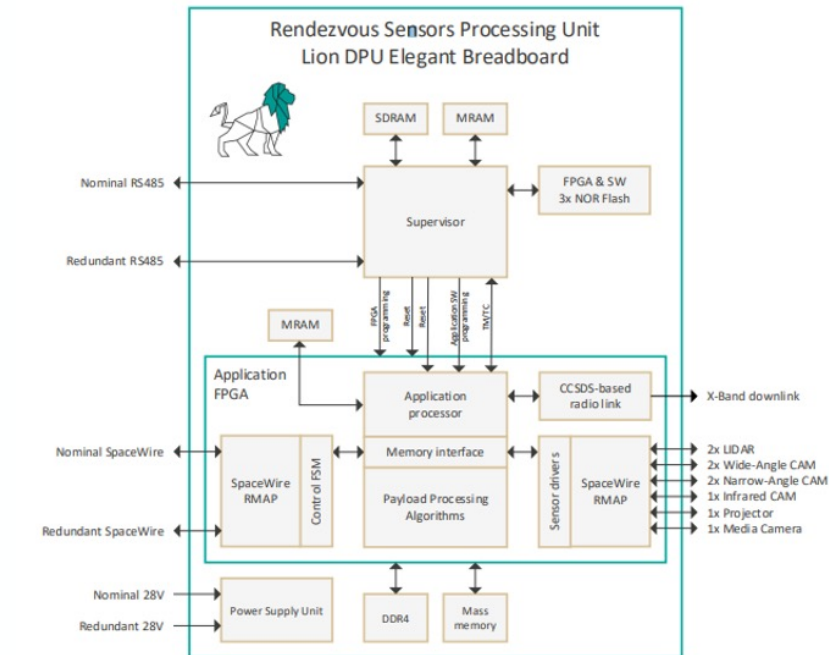 Rendezvous Sensors Processing Unit
Lion DPU Elegant Breadboard
SDRAM
MRAM
Nominal RS485
FPGA & SW
3x NOR Flash
Supervisor
Redundant RS485
FPGA
programming
Reset
Reset
Application SW
programming
TM/TC
MRAM
Application
FPGA
Application
processor
CCSDS-based
radio link
X-Band downlink
Nominal SpaceWire
Memory interface
2x LIDAR
2x Wide-Angle CAM
2x Narrow-Angle CAM
1x Infrared CAM
1x Projector
1x Media Camera
SpaceWire
RMAP
Control FSM
Payload Processing
Algorithms
Sensor drivers
SpaceWire
RMAP
Redundant SpaceWire
Nominal 28V
Redundant 28V
Power Supply Unit
DDR4
Mass
memory